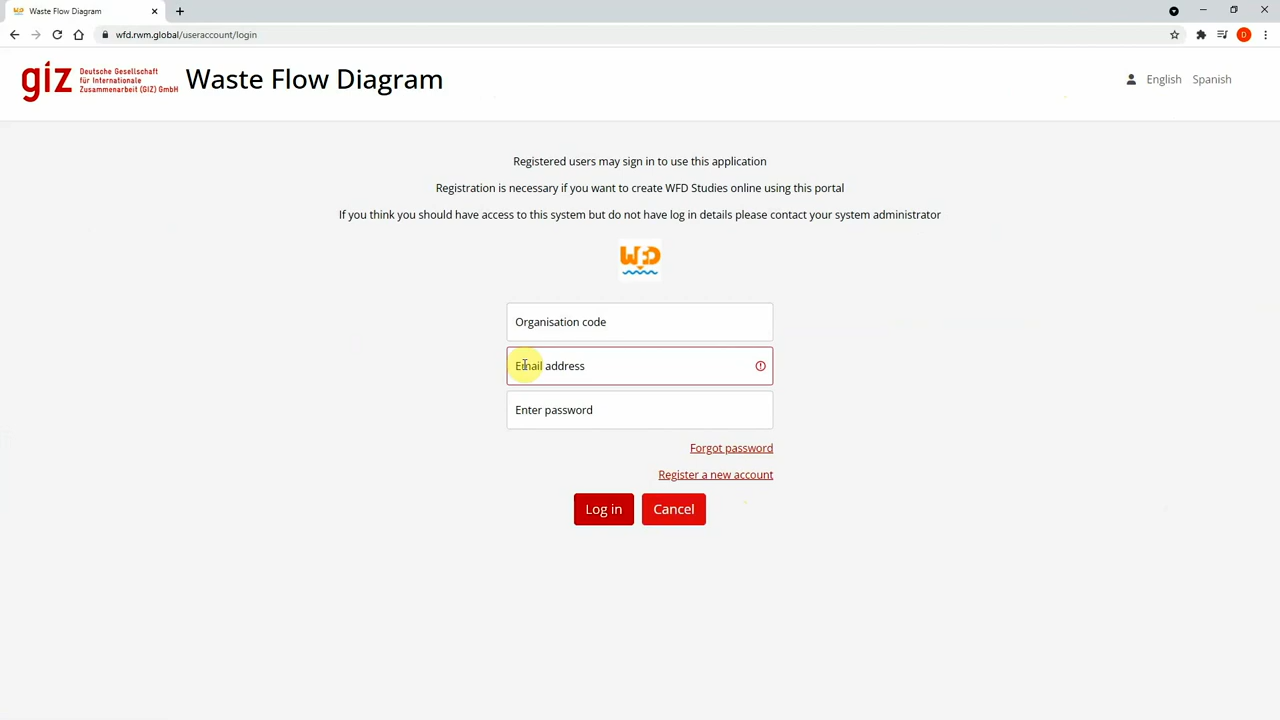 Waste Flow Diagram
wfd.rwm.global/useraccount/login
D
giz
Deutsche Gesellschaft
für Internationale
Zusammenarbeit (GIZ) GmbH
Waste Flow Diagram
English Spanish
Registered users may sign in to use this application
Registration is necessary if you want to create WFD Studies online using this portal
If you think you should have access to this system but do not have log in details please contact your system administrator
WFD
Organisation code
Email address
Enter password
Forgot password
Register a new account
Log in Cancel